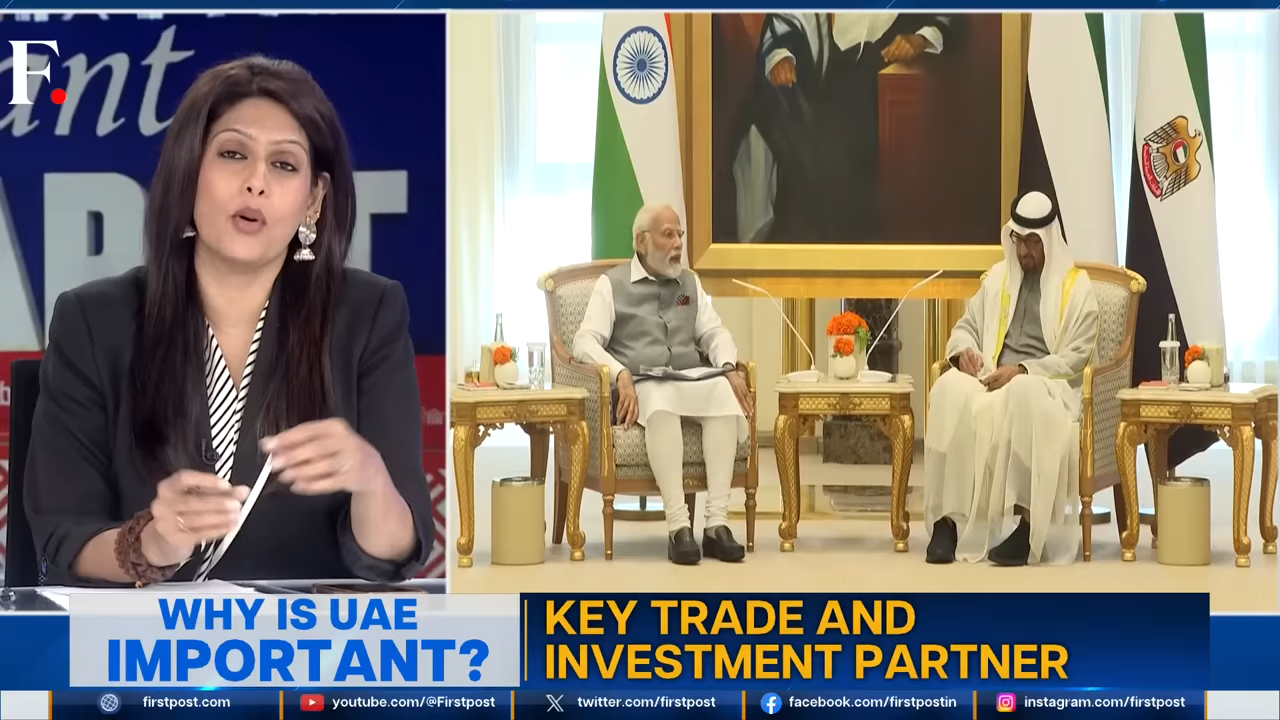 F.
ant
WHY IS UAE
IMPORTANT?
KEY TRADE AND
INVESTMENT PARTNER
firstpost.com
youtube.com/@Firstpost
twitter.com/firstpost
facebook.com/firstpostin
instagram.com/firstpost